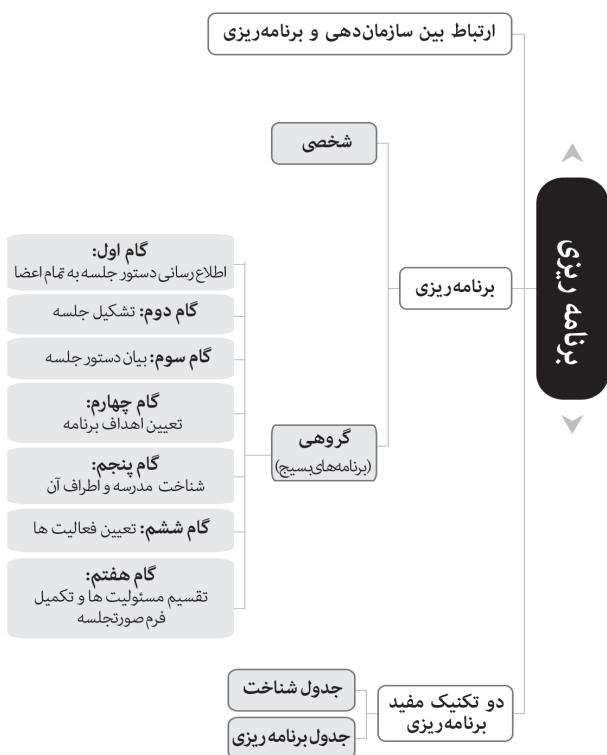 برنامه ریزی
ارتباط بین سازمان‌دهی و برنامه‌ریزی
برنامه‌ریزی
شخصی
گروهی
(برنامه‌های بسیج)
گام اول:
اطلاع‌رسانی دستور جلسه به تمام اعضا
گام دوم: تشکیل جلسه
گام سوم: بیان دستور جلسه
گام چهارم:
تعیین اهداف برنامه
گام پنجم:
شناخت مدرسه و اطراف آن
گام ششم: تعیین فعالیت ها
گام هفتم:
تقسیم مسئولیت ها و تکمیل
فرم صورتجلسه
دو تکنیک مفید
برنامه‌ریزی
جدول شناخت
جدول برنامه ریزی